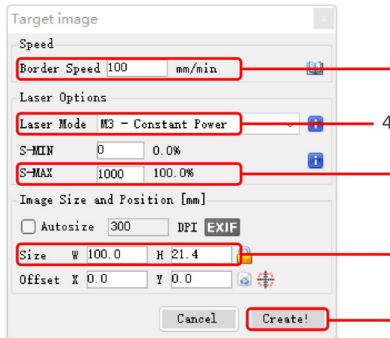 Target image
Speed
Border Speed 100 mm/min
Laser Options
Laser Mode M3 - Constant Power
4
S-MIN 0 0.0%
S-MAX 1000 100.0%
Image Size and Position [mm]
Autosize 300 DPI EXIF
Size W 100.0 H 21.4
Offset X 0.0 Y 0.0
Cancel Create!